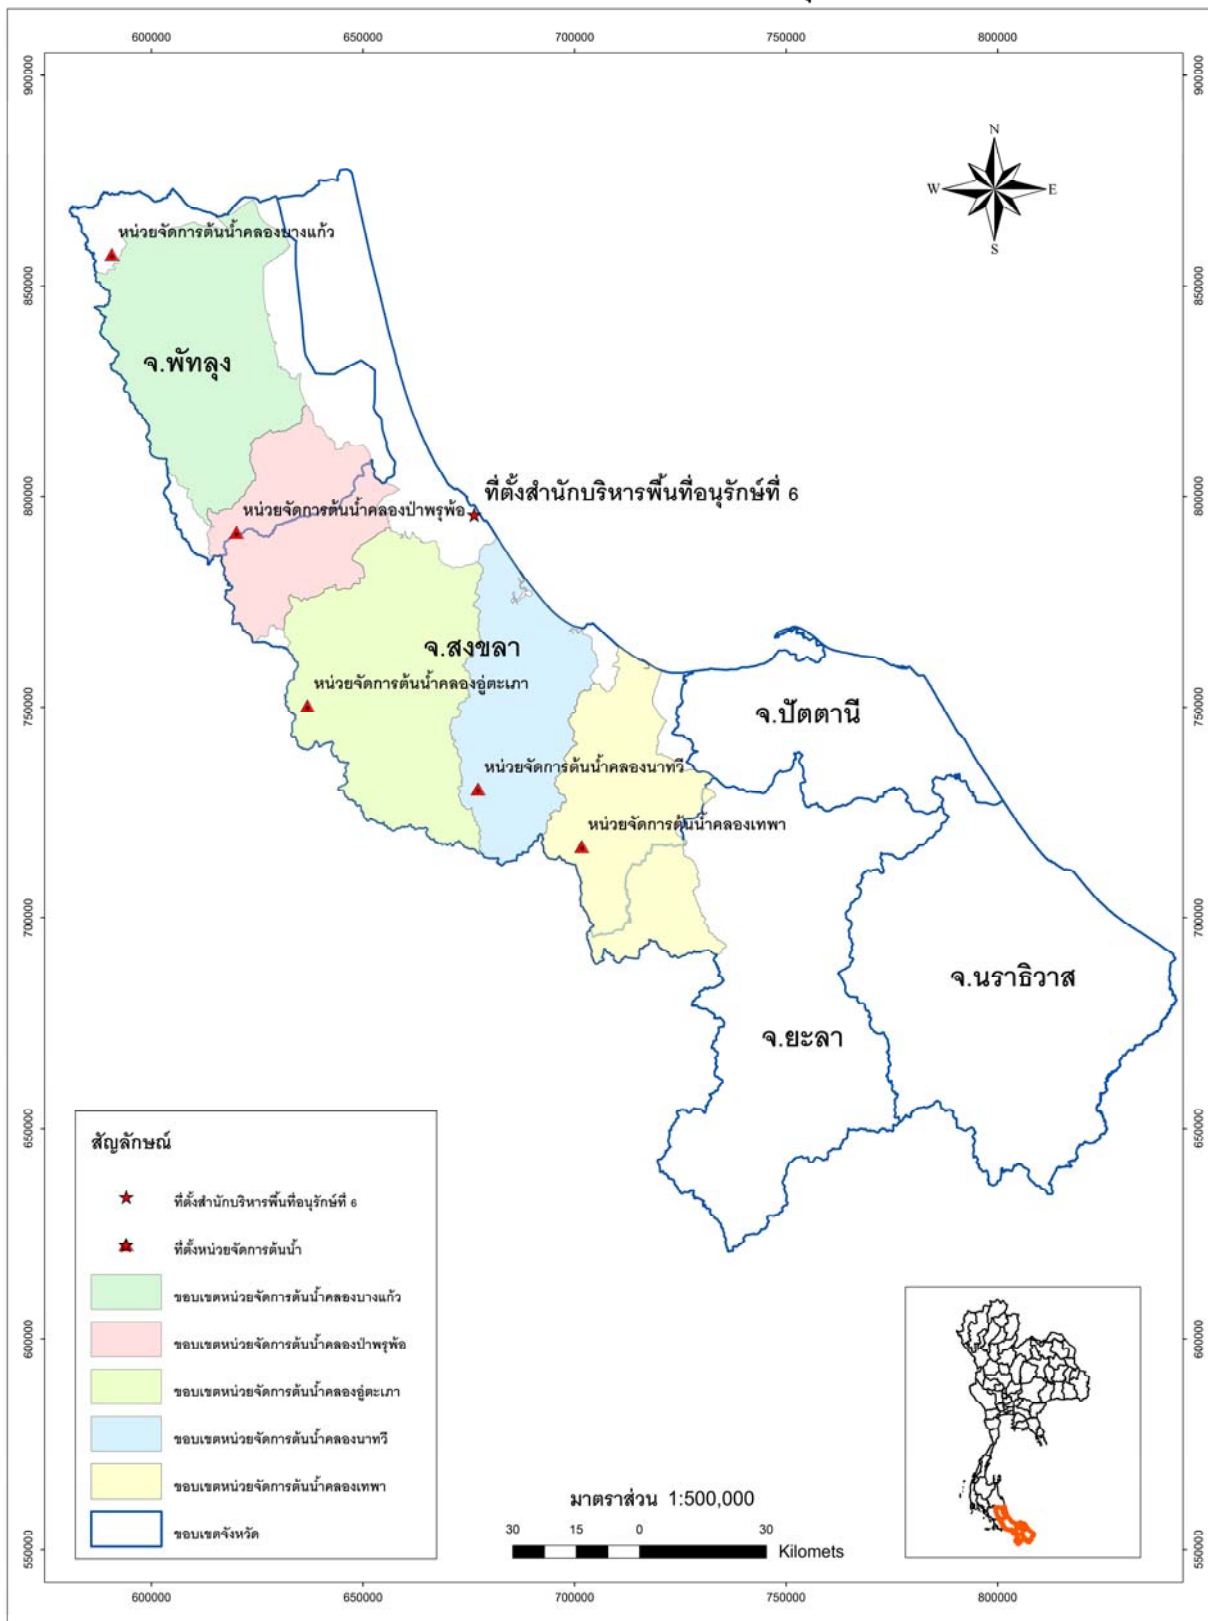 600000 650000 700000 750000 800000
900000 900000
N
W E
S
หน่วยจัดการต้นน้ำคลองบางแก้ว
850000 850000
จ.พัทลุง
ที่ตั้งสำนักบริหารพื้นที่อนุรักษ์ที่ 6
800000 800000
หน่วยจัดการต้นน้ำคลองป่าพรุพ้อ
จ.สงขลา
หน่วยจัดการต้นน้ำคลองอู่ตะเภา
750000 750000
จ.ปัตตานี
หน่วยจัดการต้นน้ำคลองนาทวี
หน่วยจัดการต้นน้ำคลองเทพา
700000 700000
จ.นราธิวาส
จ.ยะลา
650000 650000
สัญลักษณ์
ที่ตั้งสำนักบริหารพื้นที่อนุรักษ์ที่ 6
ที่ตั้งหน่วยจัดการต้นน้ำ
ขอบเขตหน่วยจัดการต้นน้ำคลองบางแก้ว
ขอบเขตหน่วยจัดการต้นน้ำคลองป่าพรุพ้อ
ขอบเขตหน่วยจัดการต้นน้ำคลองอู่ตะเภา
ขอบเขตหน่วยจัดการต้นน้ำคลองนาทวี
ขอบเขตหน่วยจัดการต้นน้ำคลองเทพา
ขอบเขตจังหวัด
600000 600000
มาตราส่วน 1:500,000
30 15 0 30
Kilomets
550000 550000
600000 650000 700000 750000 800000